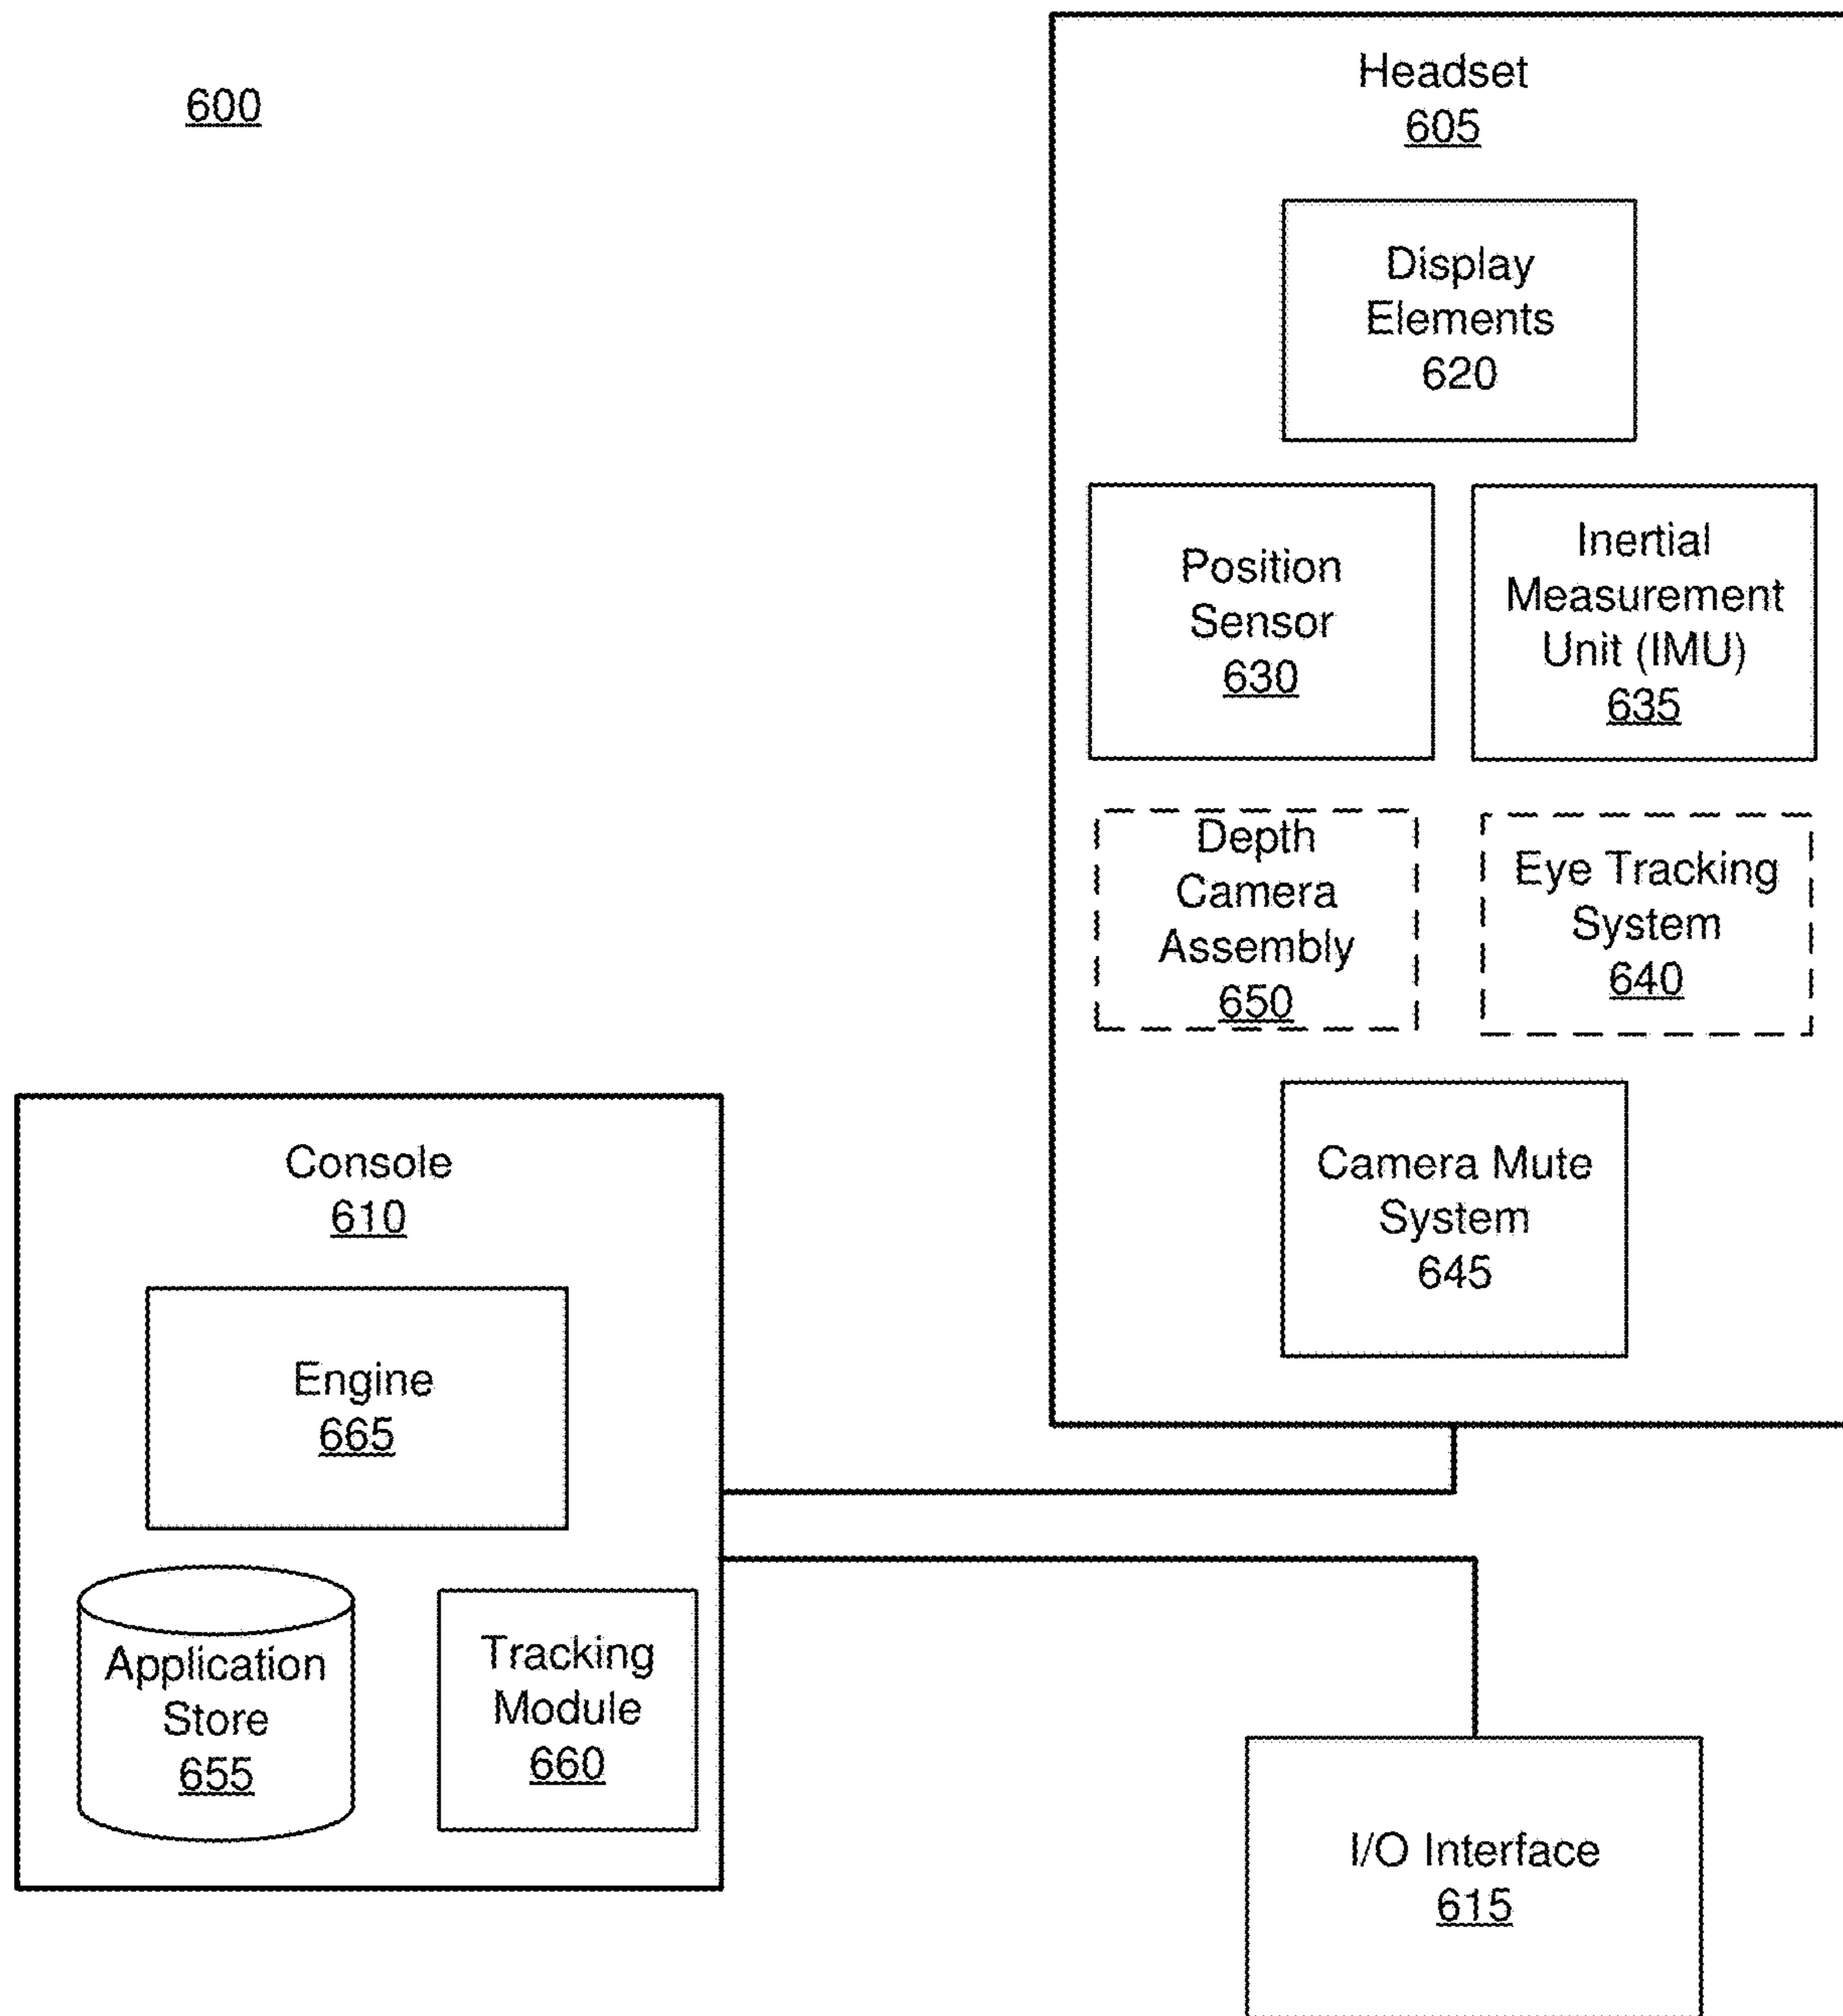 600
Headset
605
Display
Elements
620
Position
Sensor
630
Inertial
Measurement
Unit (IMU)
635
Depth
Camera
Assembly
650
Eye Tracking
System
640
Camera Mute
System
645
Console
610
Engine
665
Application
Store
655
Tracking
Module
660
I/O Interface
615